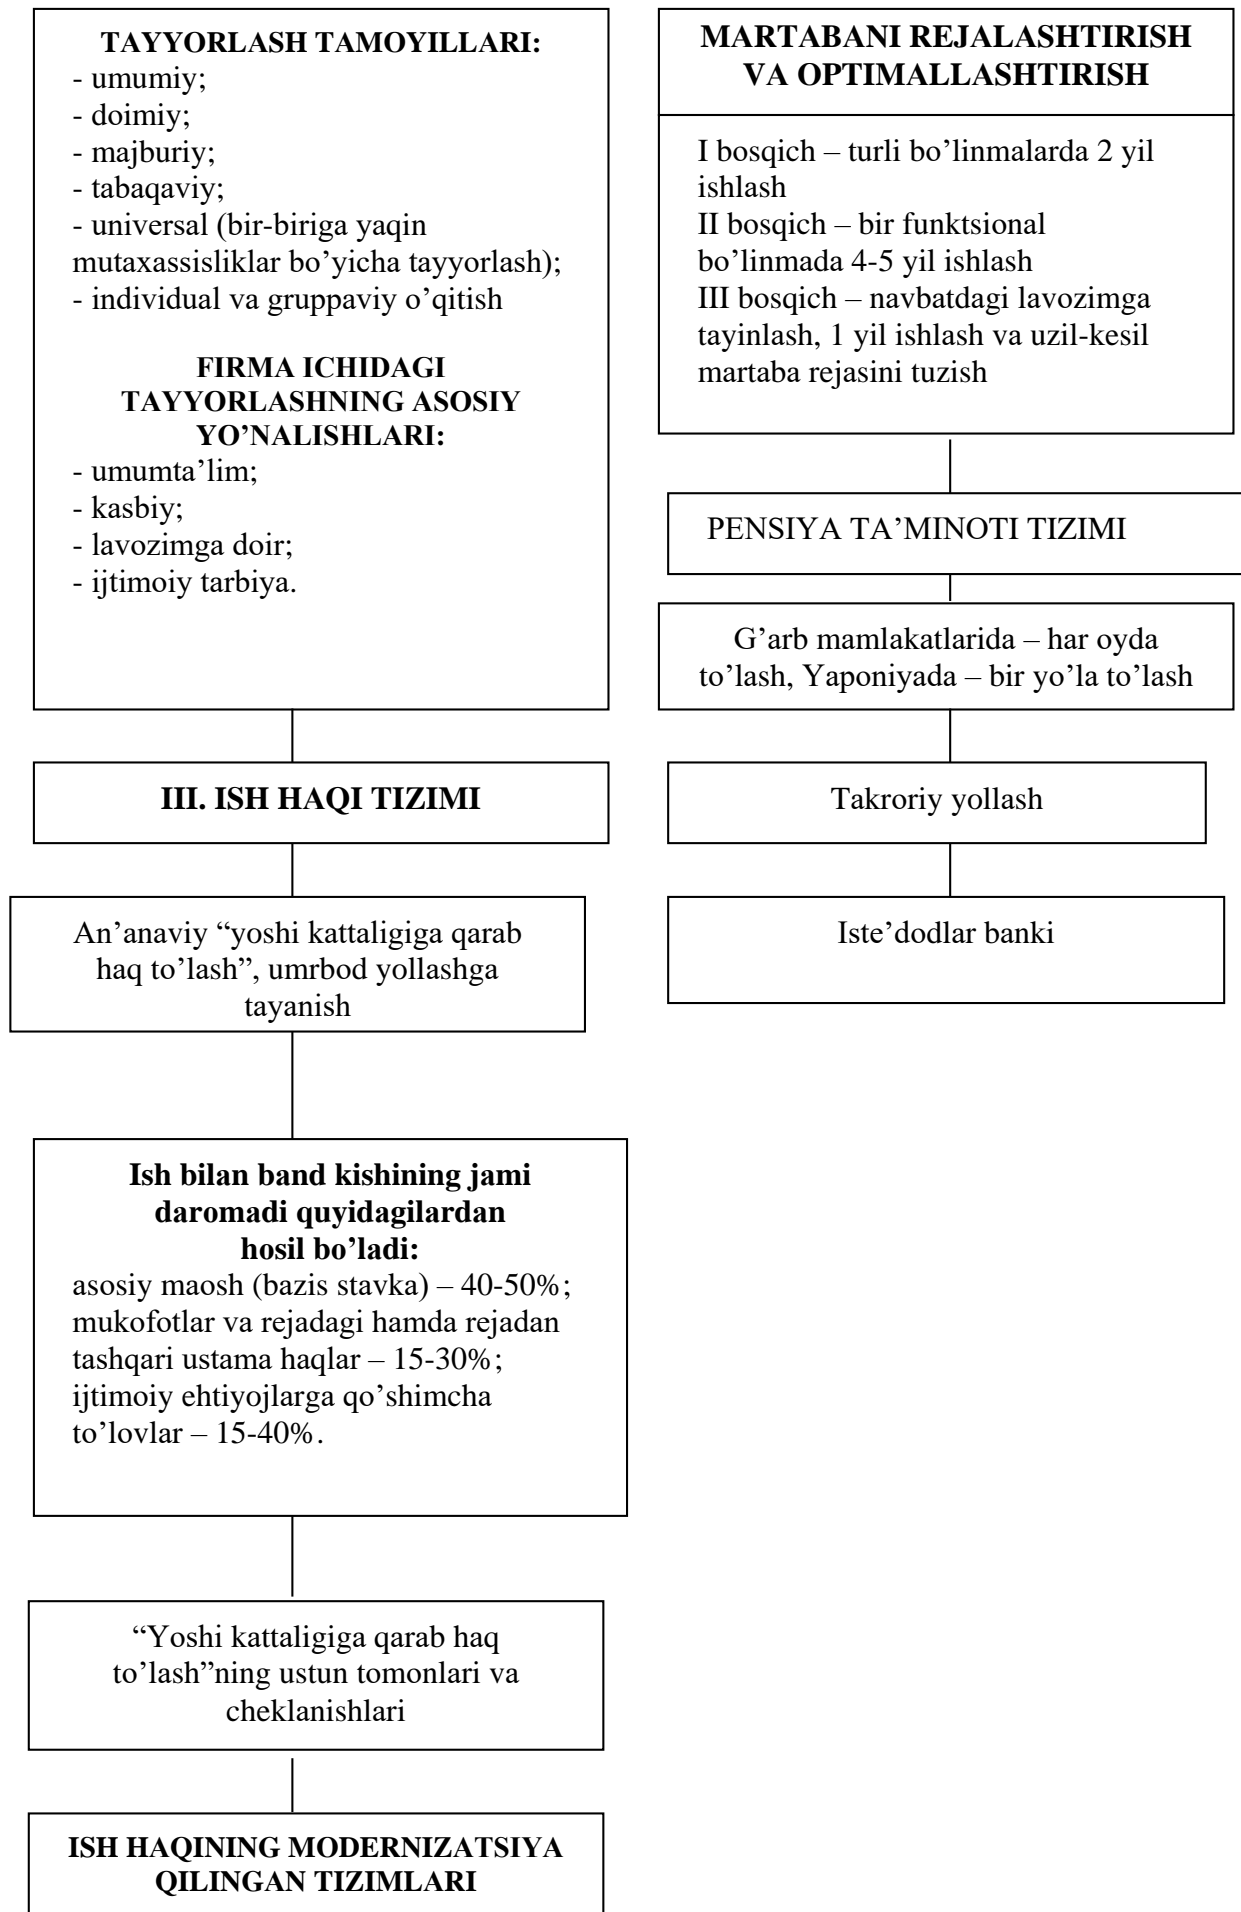 TAYYORLASH TAMOYILLARI:
- umumiy;
- doimiy;
- majburiy;
- tabaqaviy;
- universal (bir-biriga yaqin
mutaxassisliklar bo’yicha tayyorlash);
- individual va gruppaviy o’qitish
FIRMA ICHIDAGI
TAYYORLASHNING ASOSIY
YO’NALISHLARI:
- umumta’lim;
- kasbiy;
- lavozimga doir;
- ijtimoiy tarbiya.
III. ISH HAQI TIZIMI
An’anaviy “yoshi kattaligiga qarab
haq to’lash”, umrbod yollashga
tayanish
Ish bilan band kishining jami
daromadi quyidagilardan
hosil bo’ladi:
asosiy maosh (bazis stavka) – 40-50%;
mukofotlar va rejadagi hamda rejadan
tashqari ustama haqlar – 15-30%;
ijtimoiy ehtiyojlarga qo’shimcha
to’lovlar – 15-40%.
“Yoshi kattaligiga qarab haq
to’lash”ning ustun tomonlari va
cheklanishlari
ISH HAQINING MODERNIZATSIYA
QILINGAN TIZIMLARI
MARTABANI REJALASHTIRISH
VA OPTIMALLASHTIRISH
I bosqich – turli bo’linmalarda 2 yil
ishlash
II bosqich – bir funktsional
bo’linmada 4-5 yil ishlash
III bosqich – navbatdagi lavozimga
tayinlash, 1 yil ishlash va uzil-kesil
martaba rejasini tuzish
PENSIYA TA’MINOTI TIZIMI
G’arb mamlakatlarida – har oyda
to’lash, Yaponiyada – bir yo’la to’lash
Takroriy yollash
Iste’dodlar banki